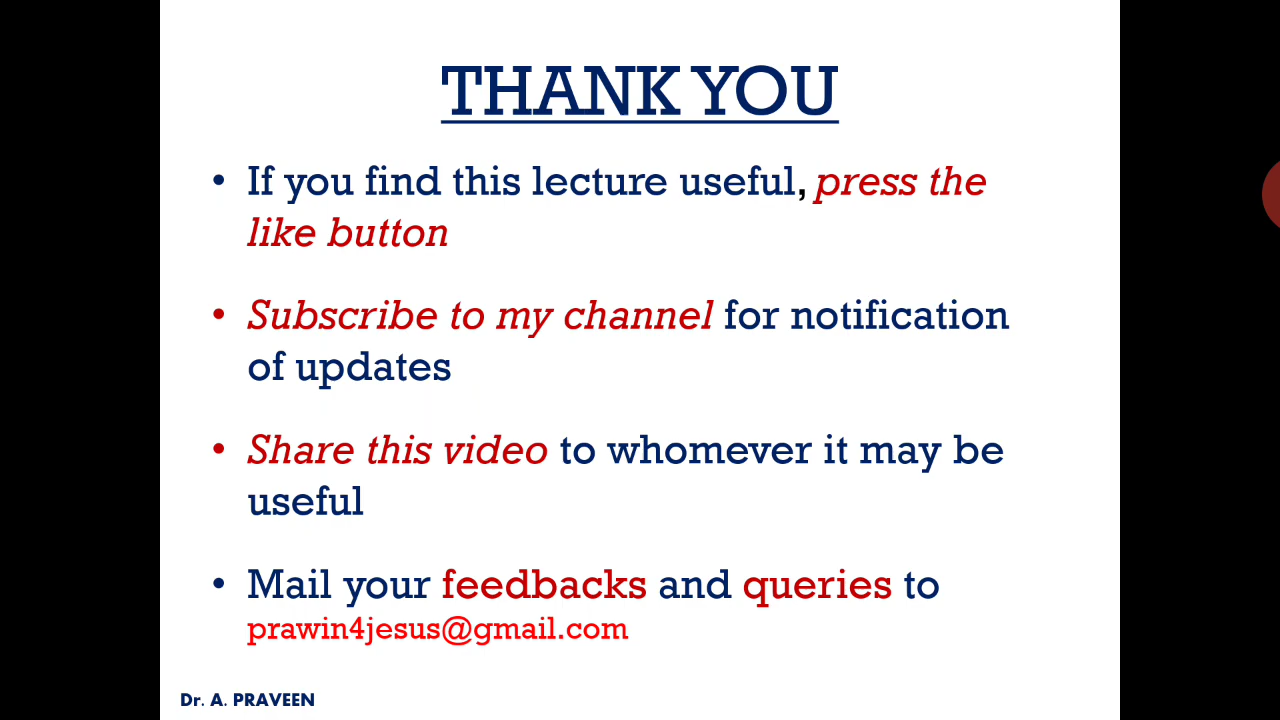 THANK YOU
• If you find this lecture useful, press the
like button
• Subscribe to my channel for notification
of updates
• Share this video to whomever it may be
useful
• Mail your feedbacks and queries to
prawin4jesus@gmail.com
Dr. A. PRAVEEN